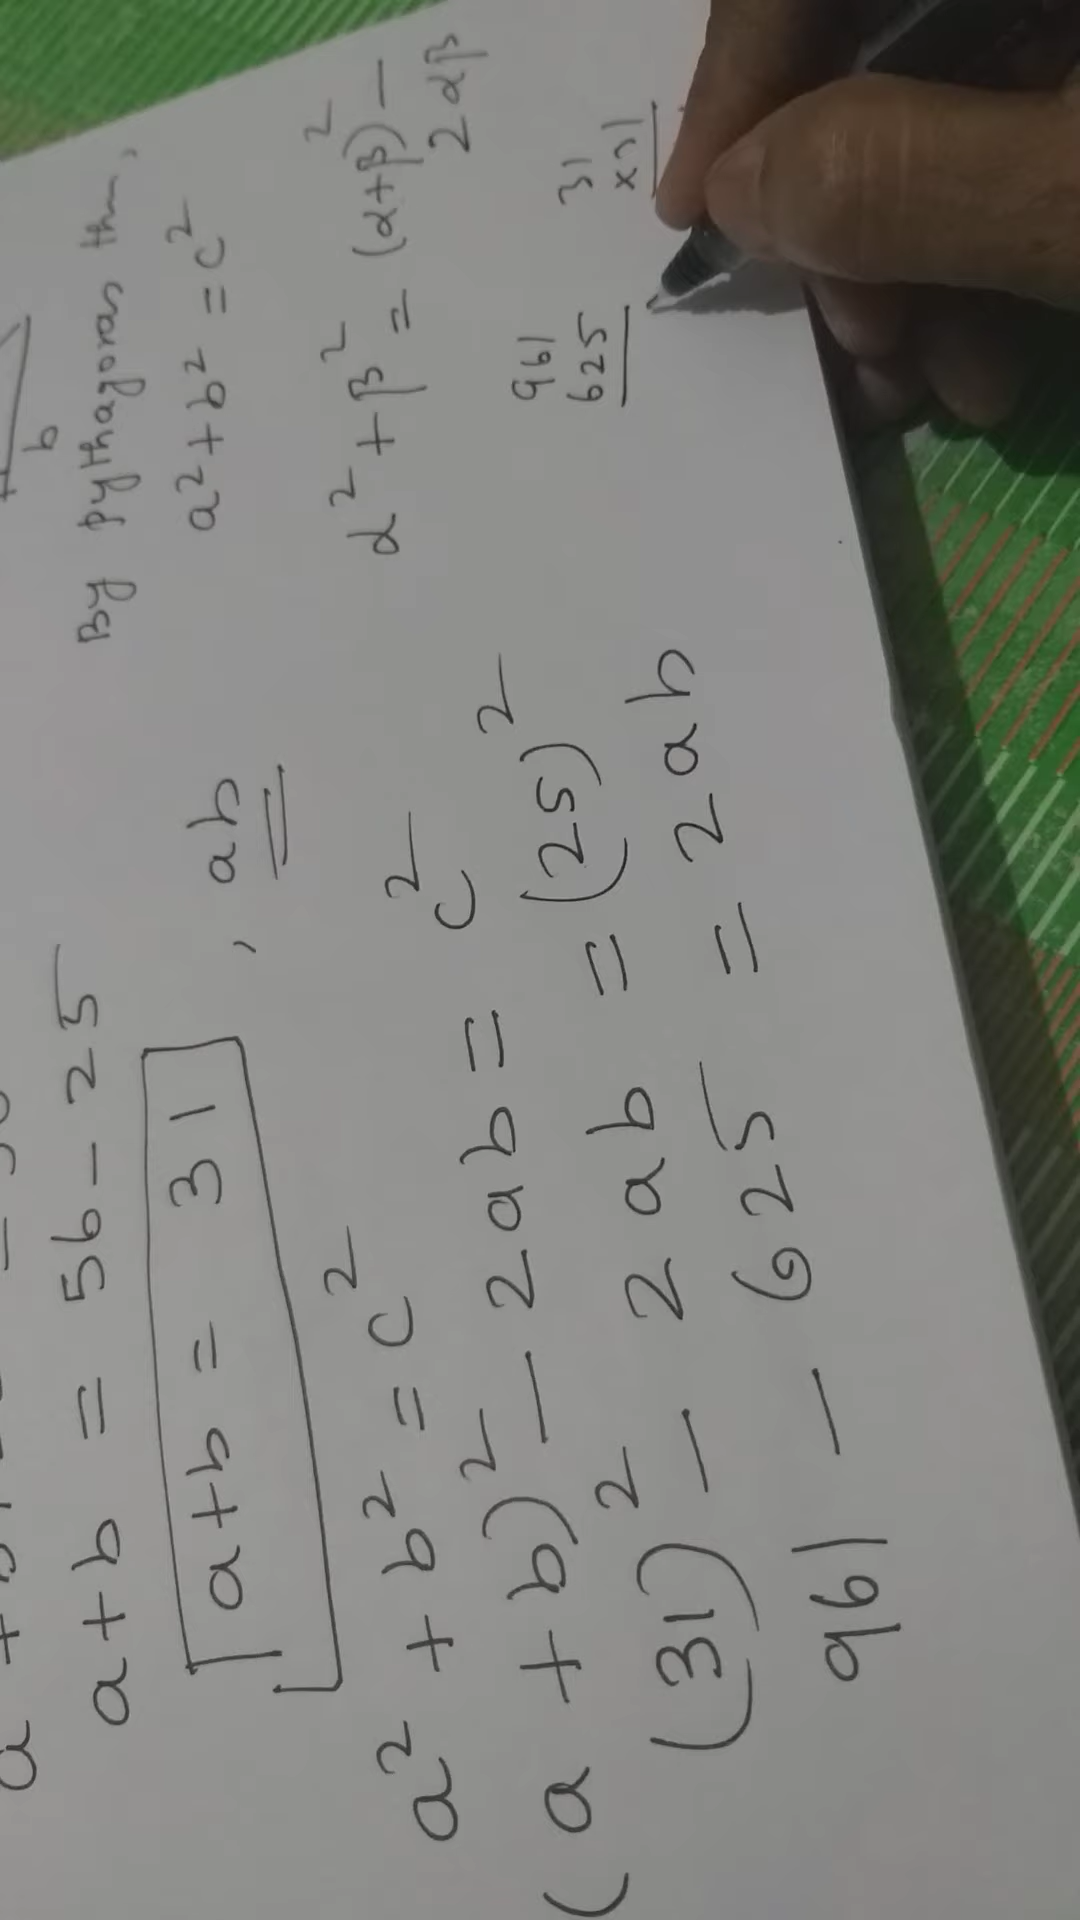 a + b = 56 - 25
a + b = 31 , ab
a² + b² = c²
(a + b)² - 2ab = c²
(31)² - 2ab = (25)²
961 - 625 = 2ab
b
By pythagoras thm,
a² + b² = c²
α² + β² = (α+β)² -
2αβ
961
625
31
x31